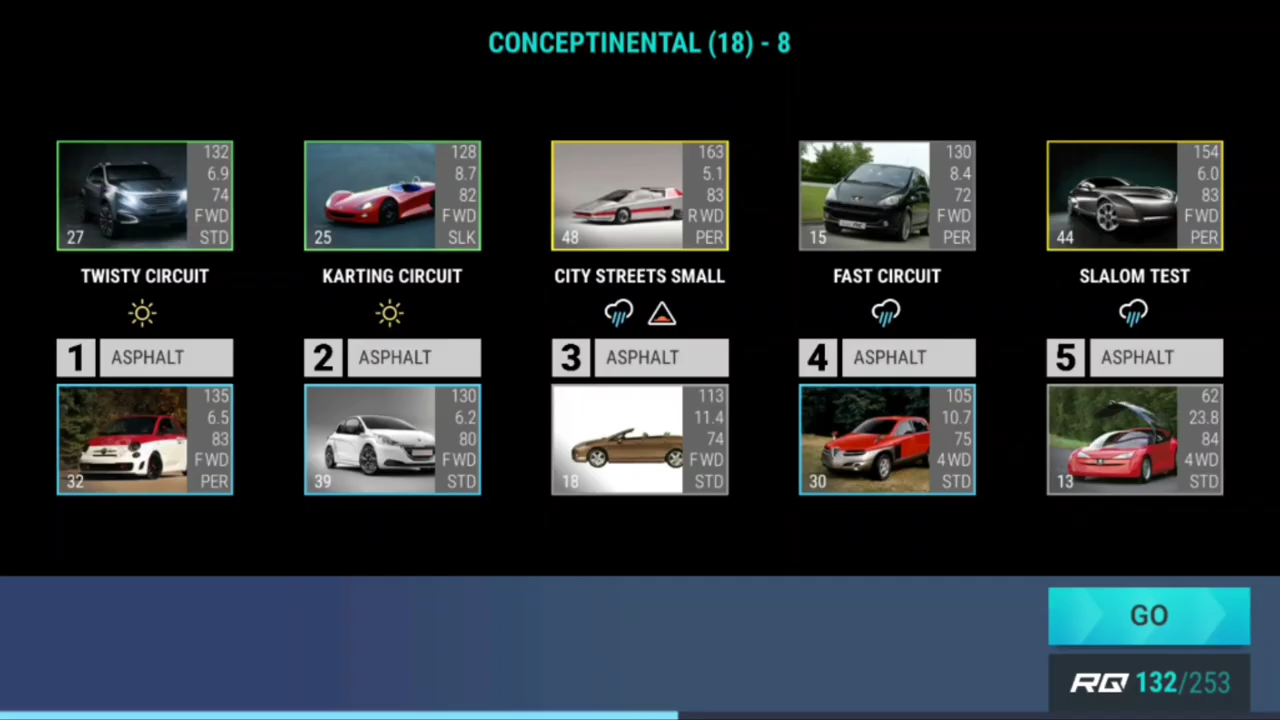 CONCEPTINENTAL (18) - 8
132
6.9
74
FWD
27 STD
128
8.7
82
FWD
25 SLK
163
5.1
83
RWD
48 PER
130
8.4
72
FWD
15 PER
154
6.0
83
FWD
44 PER
TWISTY CIRCUIT
KARTING CIRCUIT
CITY STREETS SMALL
FAST CIRCUIT
SLALOM TEST
1 ASPHALT
2 ASPHALT
3 ASPHALT
4 ASPHALT
5 ASPHALT
135
6.5
83
FWD
32 PER
130
6.2
80
FWD
39 STD
113
11.4
74
FWD
18 STD
105
10.7
75
4WD
30 STD
62
23.8
84
4WD
13 STD
GO
RQ 132/253